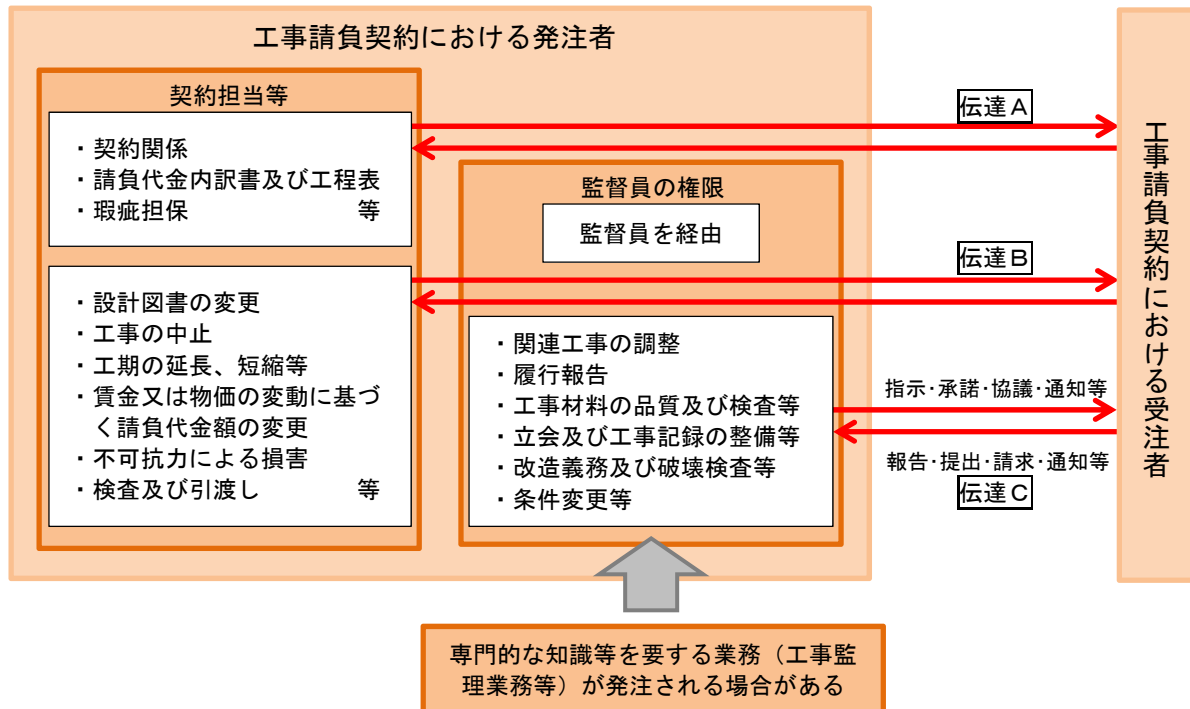 工事請負契約における発注者
契約担当等
・契約関係
・請負代金内訳書及び工程表
・瑕疵担保 等
・設計図書の変更
・工事の中止
・工期の延長、短縮等
・賃金又は物価の変動に基づ
く請負代金額の変更
・不可抗力による損害
・検査及び引渡し 等
監督員の権限
監督員を経由
・関連工事の調整
・履行報告
・工事材料の品質及び検査等
・立会及び工事記録の整備等
・改造義務及び破壊検査等
・条件変更等
伝達A
伝達B
指示・承諾・協議・通知等
報告・提出・請求・通知等
伝達C
工事請負契約における受注者
専門的な知識等を要する業務（工事監
理業務等）が発注される場合がある